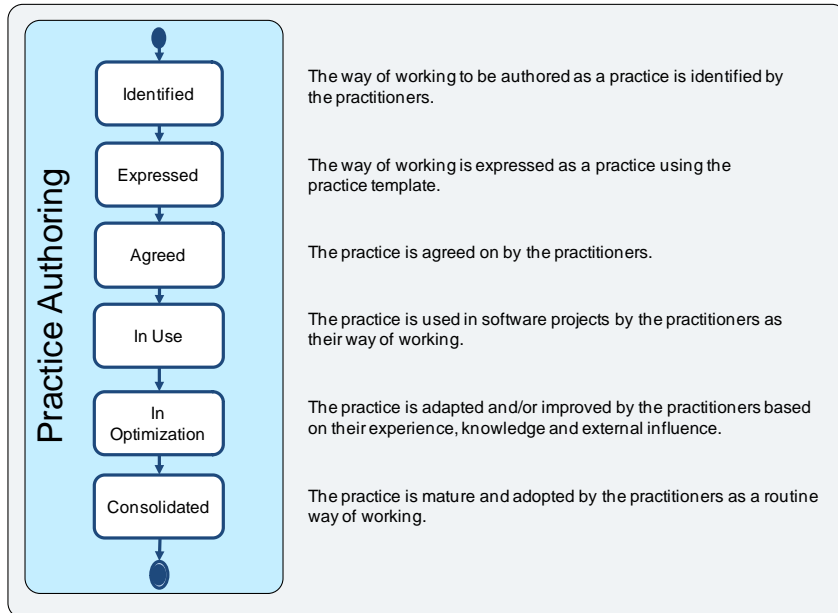 Practice Authoring
Identified
The way of working to be authored as a practice is identified by
the practitioners.
Expressed
The way of working is expressed as a practice using the
practice template.
Agreed
The practice is agreed on by the practitioners.
In Use
The practice is used in software projects by the practitioners as
their way of working.
In
Optimization
The practice is adapted and/or improved by the practitioners based
on their experience, knowledge and external influence.
Consolidated
The practice is mature and adopted by the practitioners as a routine
way of working.